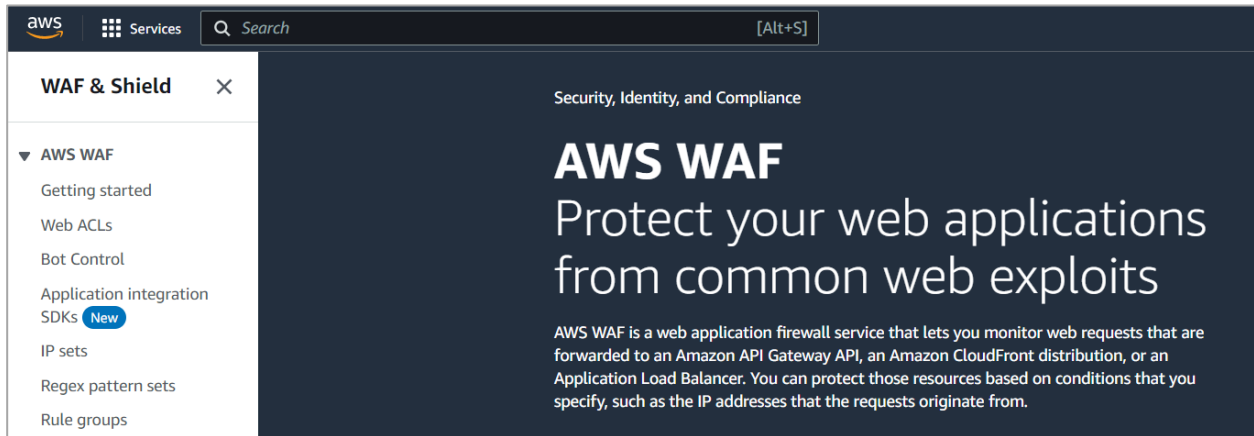 aws
Services
Search
[Alt+S]
WAF & Shield
AWS WAF
Getting started
Web ACLs
Bot Control
Application integration
SDKs New
IP sets
Regex pattern sets
Rule groups
Security, Identity, and Compliance
AWS WAF
Protect your web applications
from common web exploits
AWS WAF is a web application firewall service that lets you monitor web requests that are
forwarded to an Amazon API Gateway API, an Amazon CloudFront distribution, or an
Application Load Balancer. You can protect those resources based on conditions that you
specify, such as the IP addresses that the requests originate from.